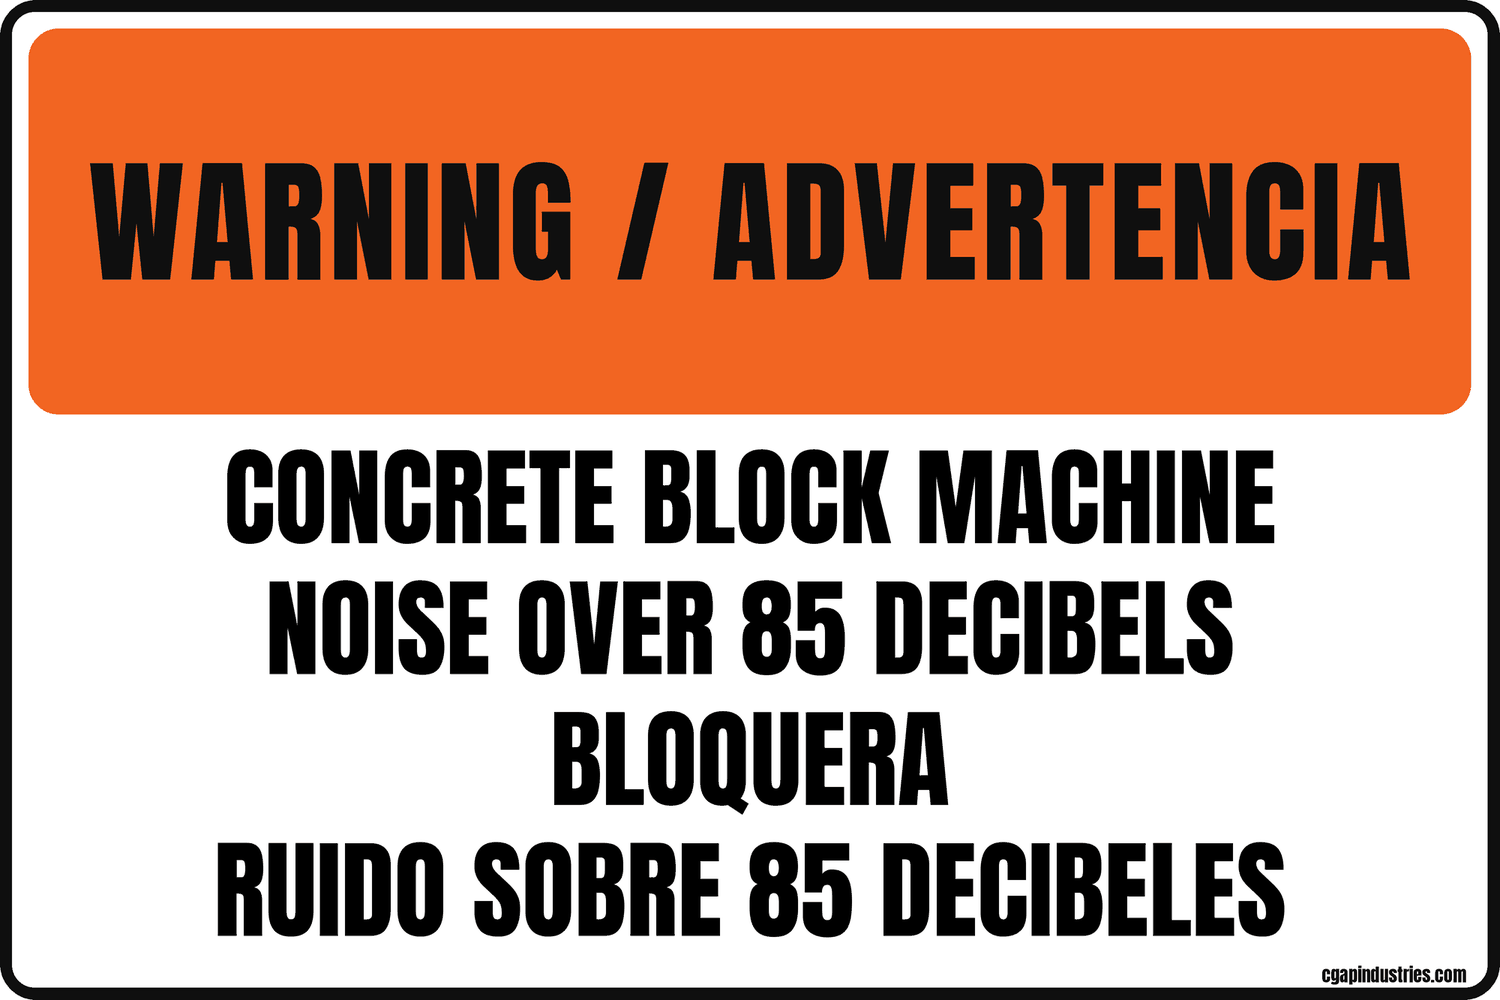 WARNING / ADVERTENCIA
CONCRETE BLOCK MACHINE
NOISE OVER 85 DECIBELS
BLOQUERA
RUIDO SOBRE 85 DECIBELES
cgapindustries.com